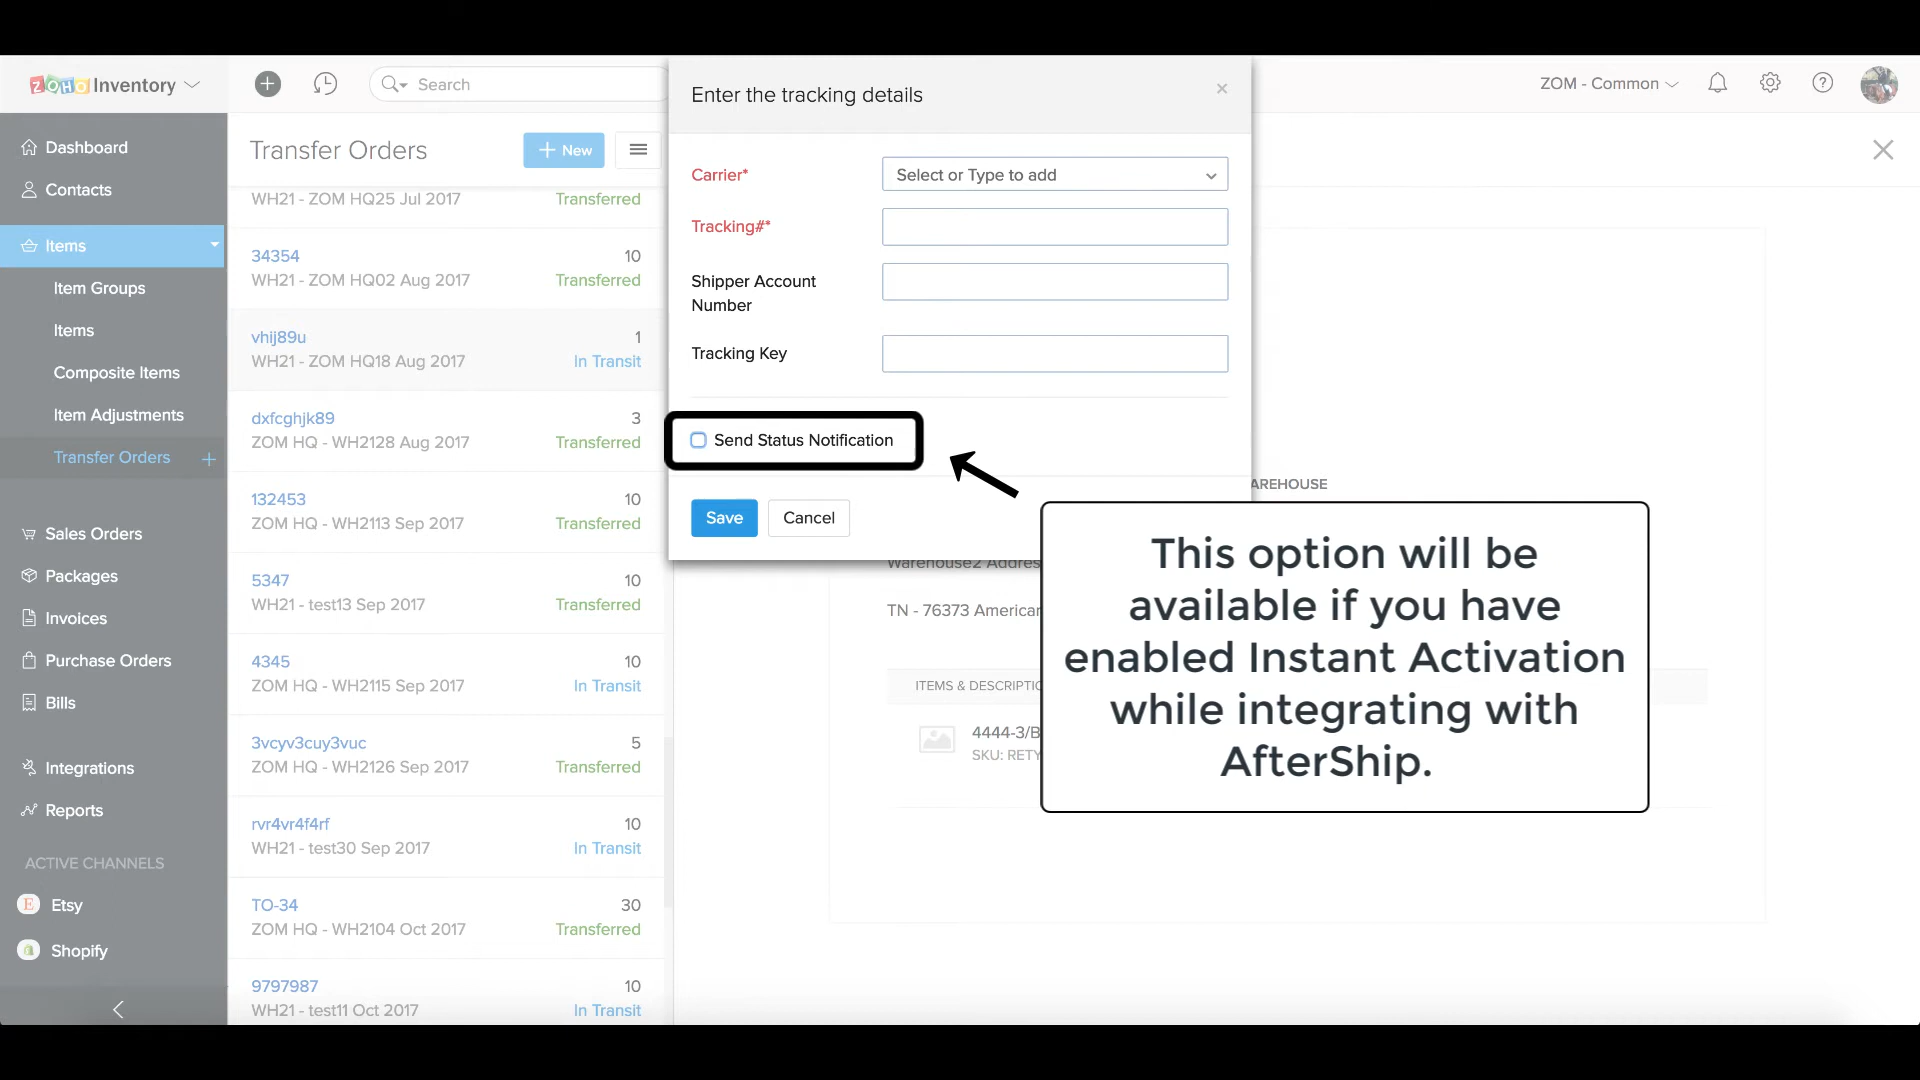 ZOHO Inventory
Search
ZOM - Common
Dashboard
Contacts
Items
Item Groups
Items
Composite Items
Item Adjustments
Transfer Orders +
Sales Orders
Packages
Invoices
Purchase Orders
Bills
Integrations
Reports
ACTIVE CHANNELS
Etsy
Shopify
Transfer Orders
+ New
WH21 - ZOM HQ25 Jul 2017 Transferred
34354 10
WH21 - ZOM HQ02 Aug 2017 Transferred
vhij89u 1
WH21 - ZOM HQ18 Aug 2017 In Transit
dxfcghjk89 3
ZOM HQ - WH2128 Aug 2017 Transferred
132453 10
ZOM HQ - WH2113 Sep 2017 Transferred
5347 10
WH21 - test13 Sep 2017 Transferred
4345 10
ZOM HQ - WH2115 Sep 2017 In Transit
3vcyv3cuy3vuc 5
ZOM HQ - WH2126 Sep 2017 Transferred
rvr4vr4f4rf 10
WH21 - test30 Sep 2017 In Transit
TO-34 30
ZOM HQ - WH2104 Oct 2017 Transferred
9797987 10
WH21 - test11 Oct 2017 In Transit
Enter the tracking details
Carrier* Select or Type to add
Tracking#*
Shipper Account
Number
Tracking Key
Send Status Notification
Save Cancel
AREHOUSE
Warehouse2 Addres
TN - 76373 American
ITEMS & DESCRIPTIO
4444-3/B
SKU: RETY
This option will be
available if you have
enabled Instant Activation
while integrating with
AfterShip.